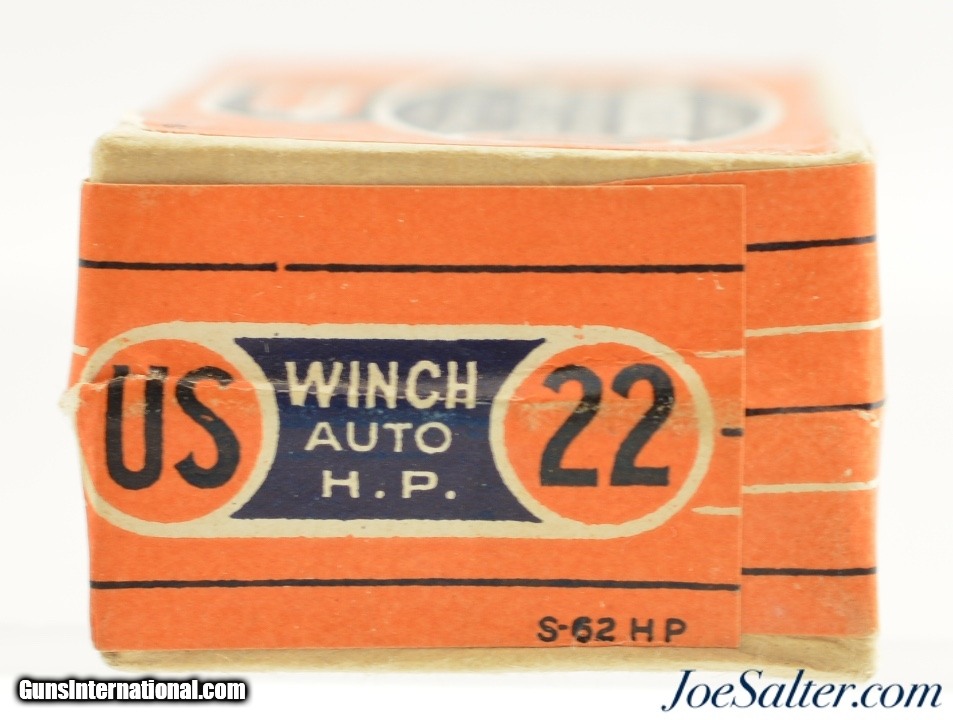 US WINCH 22
AUTO
H.P.
S-62 HP
GunsInternational.com
JoeSalter.com